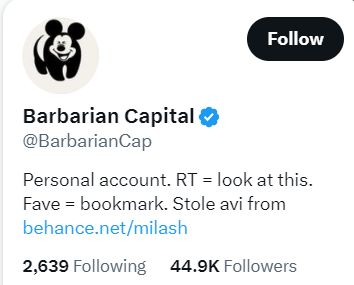 Follow
Barbarian Capital
@BarbarianCap
Personal account. RT = look at this.
Fave = bookmark. Stole avi from
behance.net/milash
2,639 Following 44.9K Followers